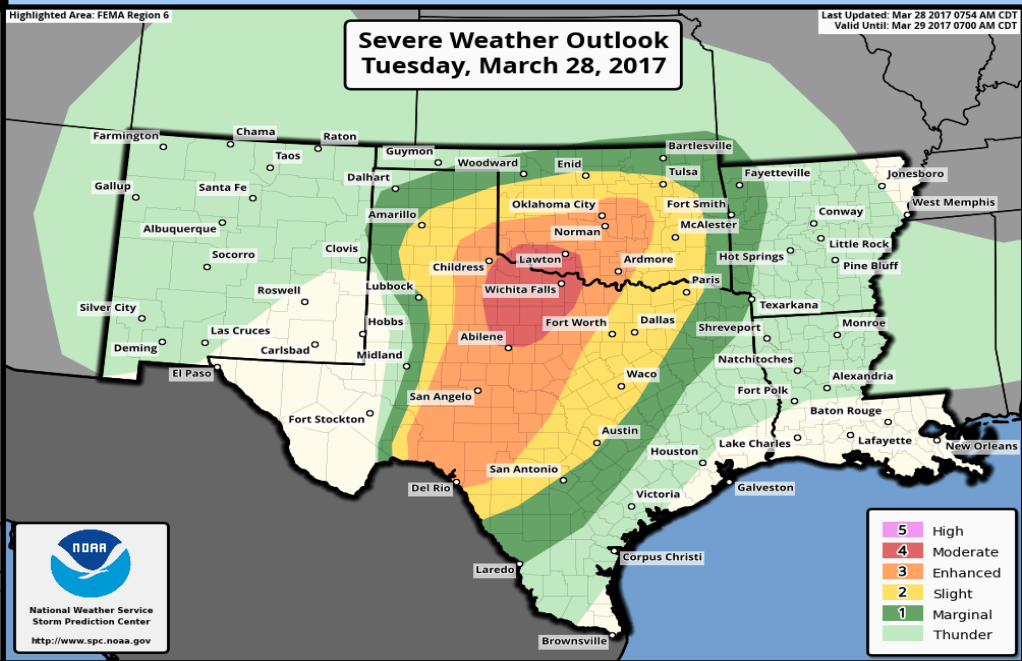 Highlighted Area: FEMA Region 6
Last Updated: Mar 28 2017 0754 AM CDT
Valid Until: Mar 29 2017 0700 AM CDT
Severe Weather Outlook
Tuesday, March 28, 2017
Farmington
Chama
Raton
Taos
Guymon
Woodward
Enid
Bartlesville
Gallup
Santa Fe
Dalhart
Tulsa
Fayetteville
Jonesboro
Albuquerque
Amarillo
Oklahoma City
Fort Smith
Conway
West Memphis
Norman
McAlester
Socorro
Clovis
Childress
Lawton
Ardmore
Hot Springs
Little Rock
Pine Bluff
Roswell
Lubbock
Wichita Falls
Paris
Texarkana
Silver City
Las Cruces
Hobbs
Fort Worth
Dallas
Shreveport
Monroe
Deming
Carlsbad
Midland
Abilene
Natchitoches
El Paso
San Angelo
Waco
Fort Polk
Alexandria
Fort Stockton
Austin
Baton Rouge
Houston
Lake Charles
Lafayette
New Orleans
Del Rio
San Antonio
Victoria
Galveston
Laredo
Corpus Christi
Brownsville
NOAA
National Weather Service
Storm Prediction Center
http://www.spc.noaa.gov
5 High
4 Moderate
3 Enhanced
2 Slight
1 Marginal
Thunder